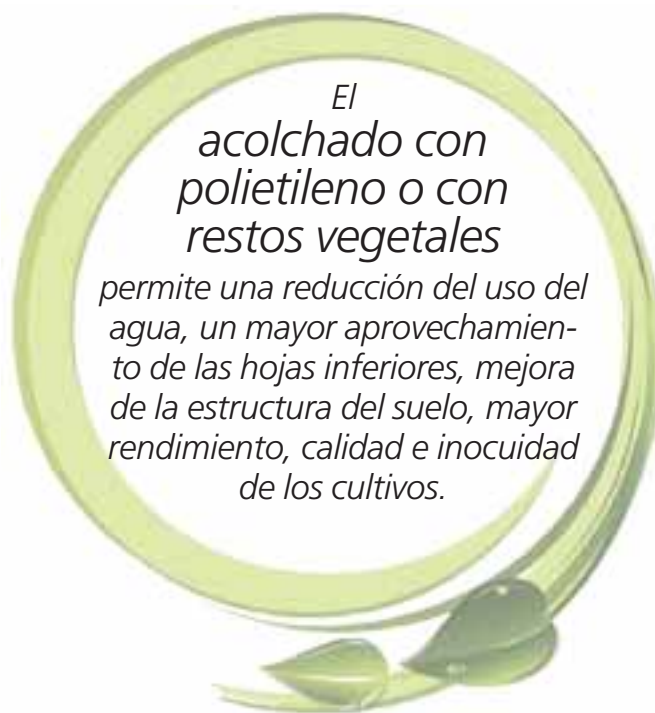 El
acolchado con
polietileno o con
restos vegetales
permite una reducción del uso del
agua, un mayor aprovechamien-
to de las hojas inferiores, mejora
de la estructura del suelo, mayor
rendimiento, calidad e inocuidad
de los cultivos.